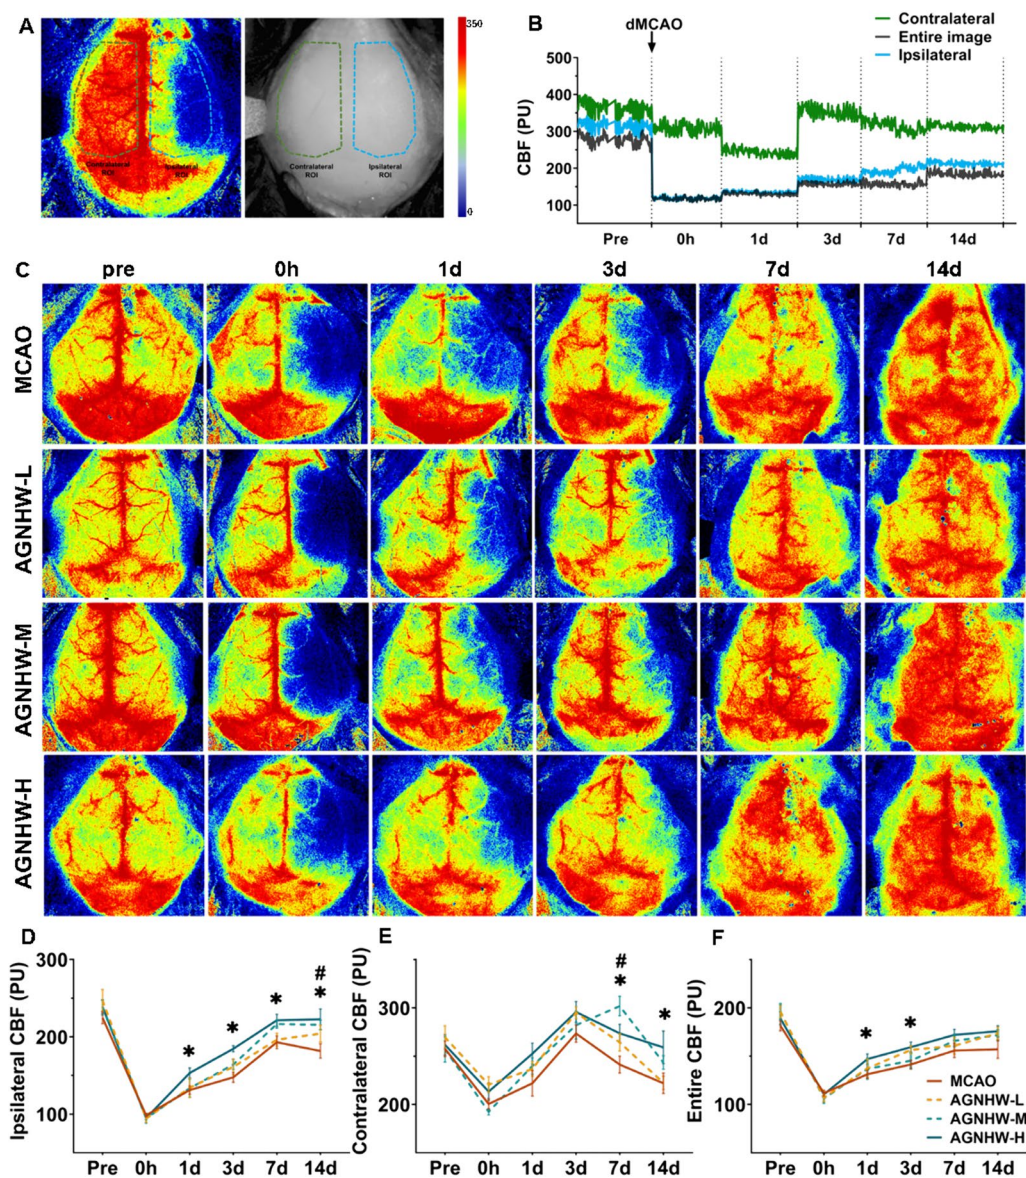 A
Contralateral
ROI
Ipsilateral
ROI
Contralateral
ROI
Ipsilateral
ROI
350
0
B
dMCAO
Contralateral
Entire image
Ipsilateral
CBF (PU)
500
400
300
200
100
Pre 0h 1d 3d 7d 14d
C
pre 0h 1d 3d 7d 14d
MCAO
AGNHW-L
AGNHW-M
AGNHW-H
D
Ipsilateral CBF (PU)
300
200
100
* * * # *
Pre 0h 1d 3d 7d 14d
E
Contralateral CBF (PU)
300
200
# * *
Pre 0h 1d 3d 7d 14d
F
Entire CBF (PU)
200
100
* *
MCAO
AGNHW-L
AGNHW-M
AGNHW-H
Pre 0h 1d 3d 7d 14d